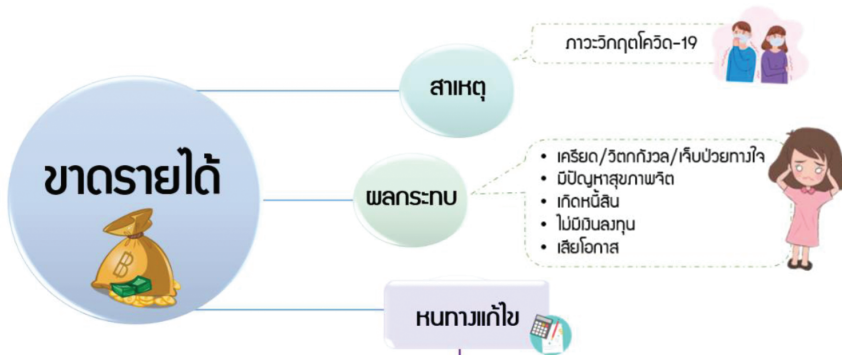 ขาดรายได้
สาเหตุ
ภาวะวิกฤตโควิด-19
ผลกระทบ
• เครียด/วิตกกังวล/เจ็บป่วยทางใจ
• มีปัญหาสุขภาพจิต
• เกิดหนี้สิน
• ไม่มีเงินลงทุน
• เสียโอกาส
หนทางแก้ไข